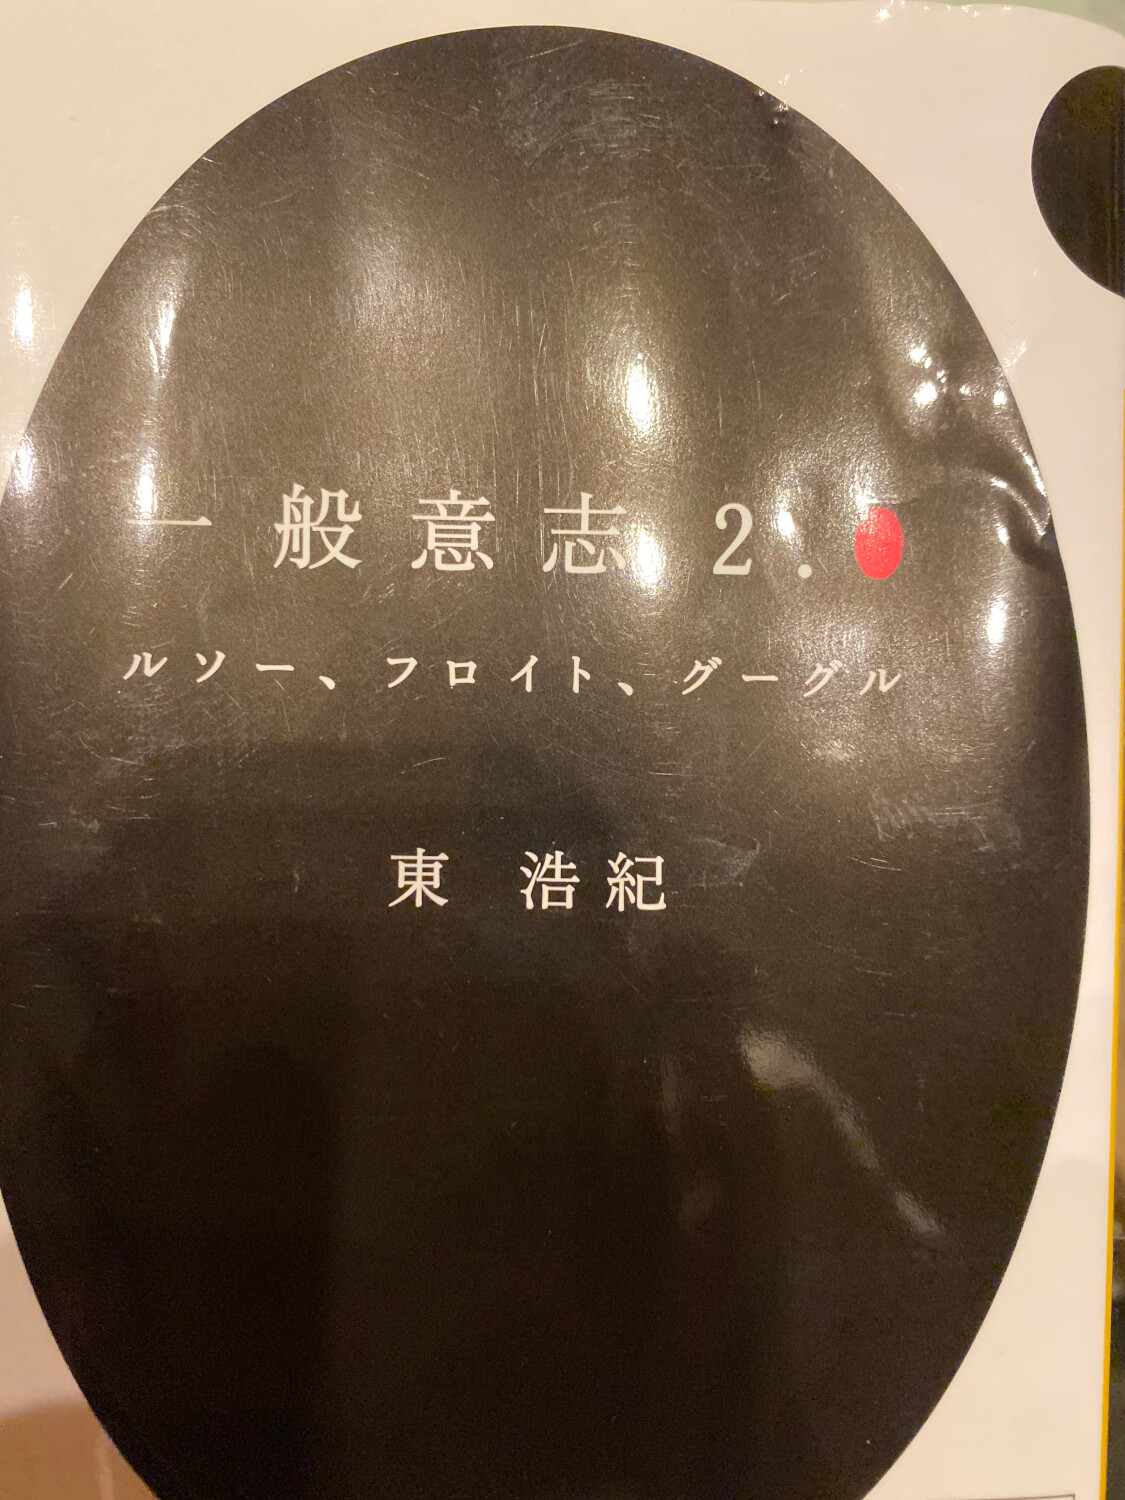 一般意志 2.0
ルソー、フロイト、グーグル
東 浩紀